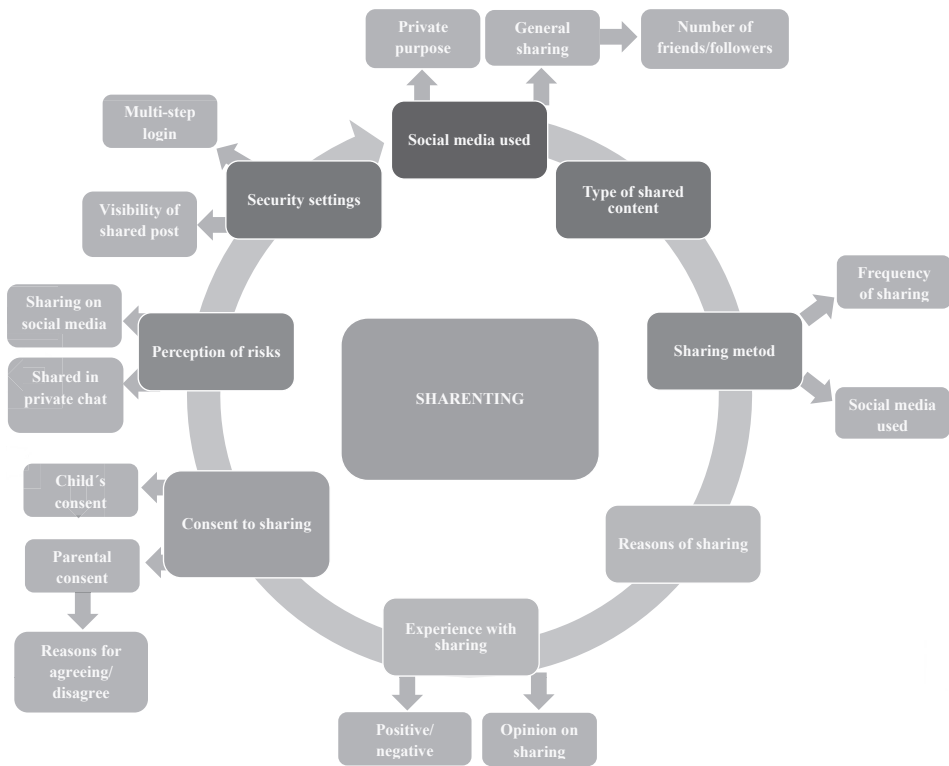 Private
purpose
General
sharing
Number of
friends/followers
Social media used
Multi-step
login
Security settings
Visibility of
shared post
Type of shared
content
Frequency
of sharing
Sharing metod
Social media
used
Sharing on
social media
Perception of risks
Shared in
private chat
SHARENTING
Child´s
consent
Consent to sharing
Parental
consent
Reasons for
agreeing/
disagree
Reasons of sharing
Experience with
sharing
Positive/
negative
Opinion on
sharing